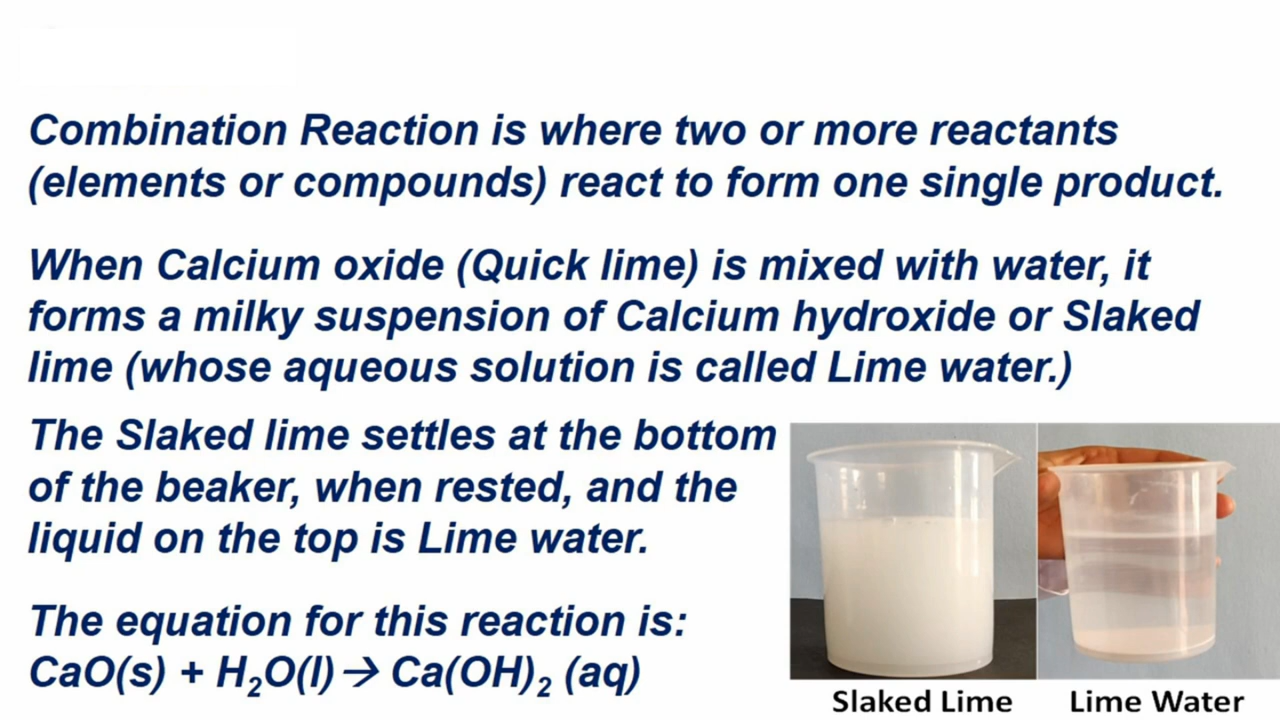 Combination Reaction is where two or more reactants
(elements or compounds) react to form one single product.
When Calcium oxide (Quick lime) is mixed with water, it
forms a milky suspension of Calcium hydroxide or Slaked
lime (whose aqueous solution is called Lime water.)
The Slaked lime settles at the bottom
of the beaker, when rested, and the
liquid on the top is Lime water.
The equation for this reaction is:
CaO(s) + H₂O(l)→ Ca(OH)₂ (aq)
Slaked Lime
Lime Water